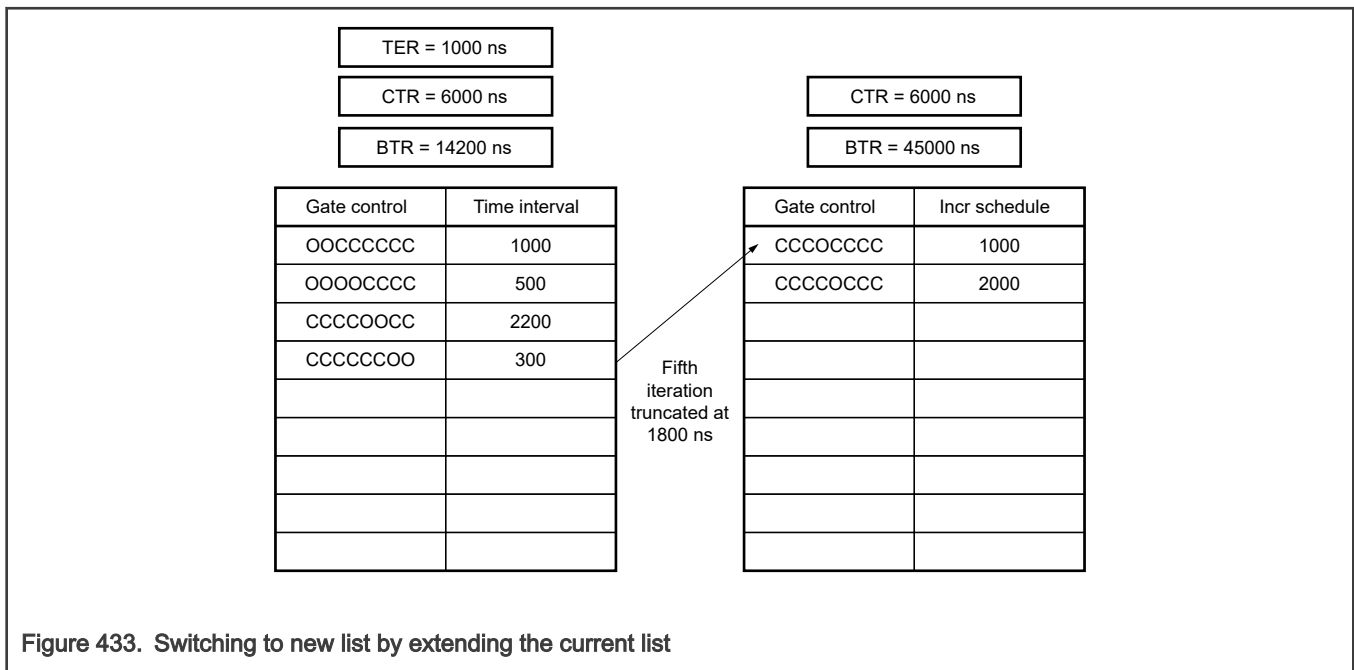 TER = 1000 ns
CTR = 6000 ns
BTR = 14200 ns
CTR = 6000 ns
BTR = 45000 ns
Gate control Time interval
OOCCCCCC 1000
OOOOCCCC 500
CCCCOOCC 2200
CCCCCCOO 300
Fifth
iteration
truncated at
1800 ns
Gate control Incr schedule
CCCOCCCC 1000
CCCCOCCC 2000
Figure 433. Switching to new list by extending the current list